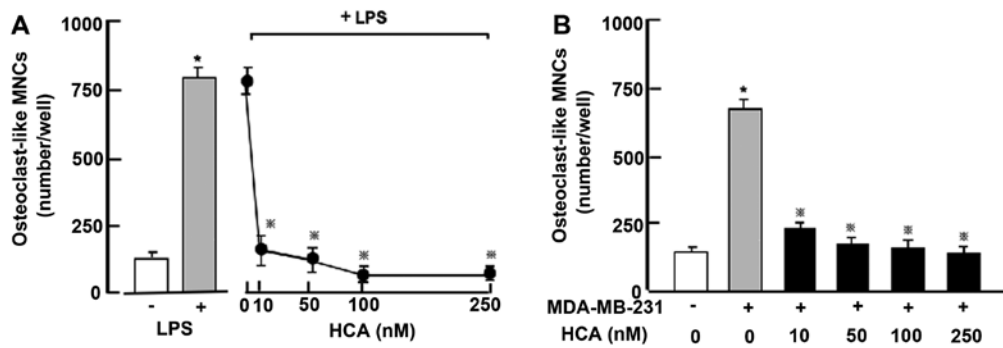 A
Osteoclast-like MNCs
(number/well)
1000
750
500
250
0
*
- +
LPS
+ LPS
※ ※ ※ ※
0 10 50 100 250
HCA (nM)
B
Osteoclast-like MNCs
(number/well)
1000
750
500
250
0
*
※ ※ ※ ※
MDA-MB-231 - + + + + +
HCA (nM) 0 0 10 50 100 250